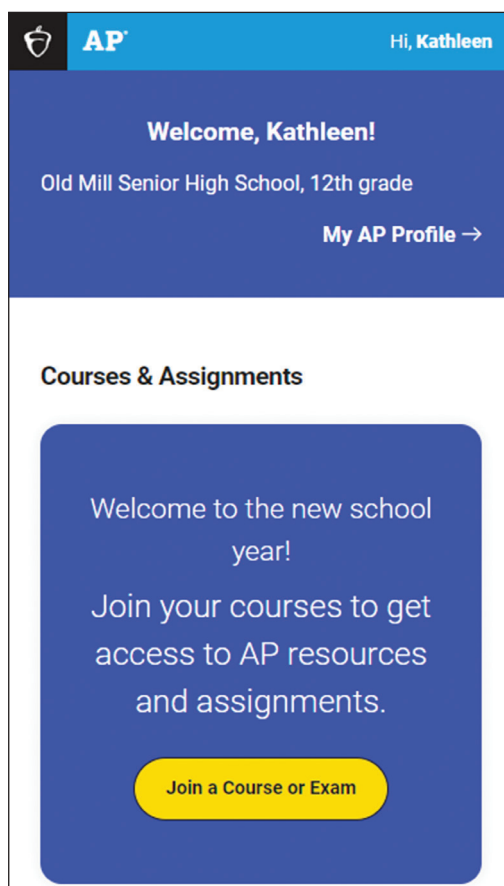 AP
Hi, Kathleen
Welcome, Kathleen!
Old Mill Senior High School, 12th grade
My AP Profile →
Courses & Assignments
Welcome to the new school
year!
Join your courses to get
access to AP resources
and assignments.
Join a Course or Exam